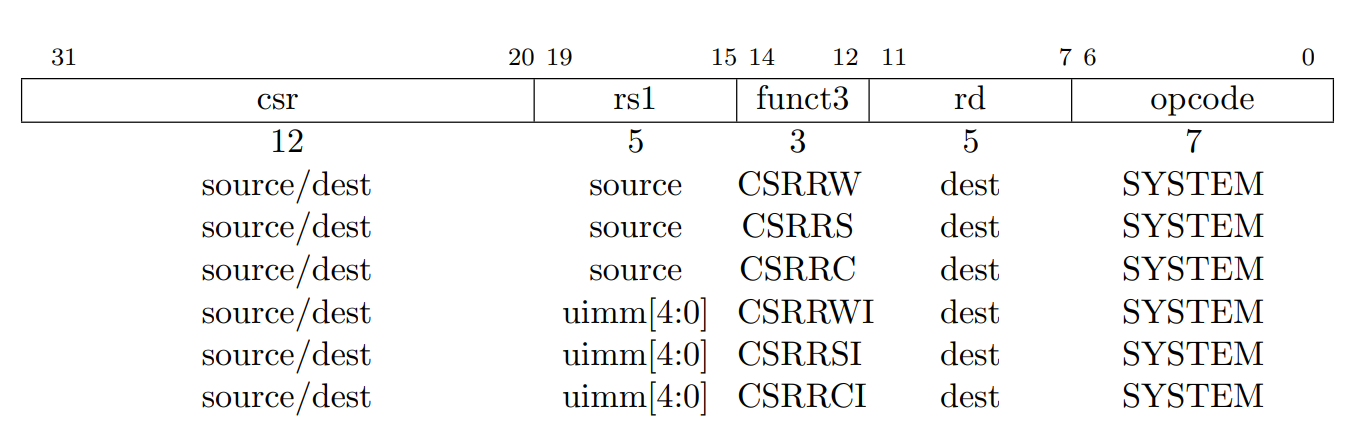 31 20 19 15 14 12 11 7 6 0
csr rs1 funct3 rd opcode
12 5 3 5 7
source/dest source CSRRW dest SYSTEM
source/dest source CSRRS dest SYSTEM
source/dest source CSRRC dest SYSTEM
source/dest uimm[4:0] CSRRWI dest SYSTEM
source/dest uimm[4:0] CSRRSI dest SYSTEM
source/dest uimm[4:0] CSRRCI dest SYSTEM